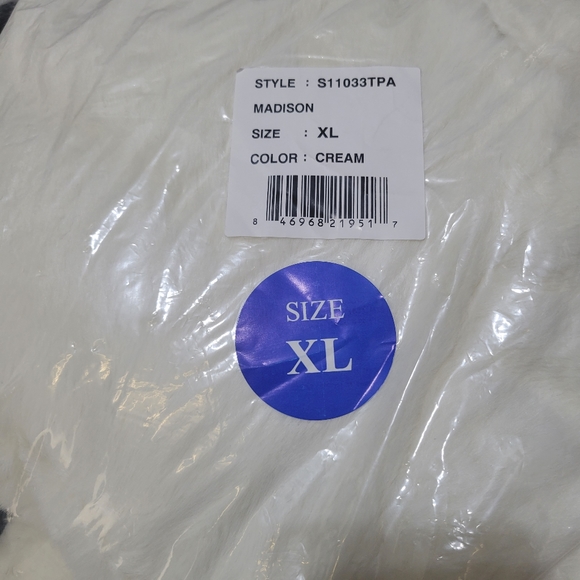 STYLE : S11033TPA
MADISON
SIZE : XL
COLOR : CREAM
8 46968 21951 7
SIZE
XL